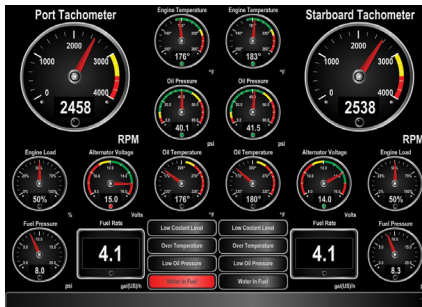 Port Tachometer
Engine Temperature
Engine Temperature
Starboard Tachometer
2000
1000
3000
0
4000
2458
RPM
176°
°F
183°
°F
2000
1000
3000
0
4000
2538
RPM
Oil Pressure
40.1
psi
Oil Pressure
41.5
psi
Engine Load
50%
%
Alternator Voltage
15.0
Volts
Oil Temperature
176°
°F
Oil Temperature
180°
°F
Alternator Voltage
14.0
Volts
Engine Load
50%
%
Fuel Pressure
8.0
psi
Fuel Rate
4.1
gal(US)/h
Low Coolant Level
Low Coolant Level
Over Temperature
Over Temperature
Low Oil Pressure
Low Oil Pressure
Water in Fuel
Water in Fuel
Fuel Rate
4.1
gal(US)/h
Fuel Pressure
8.3
psi